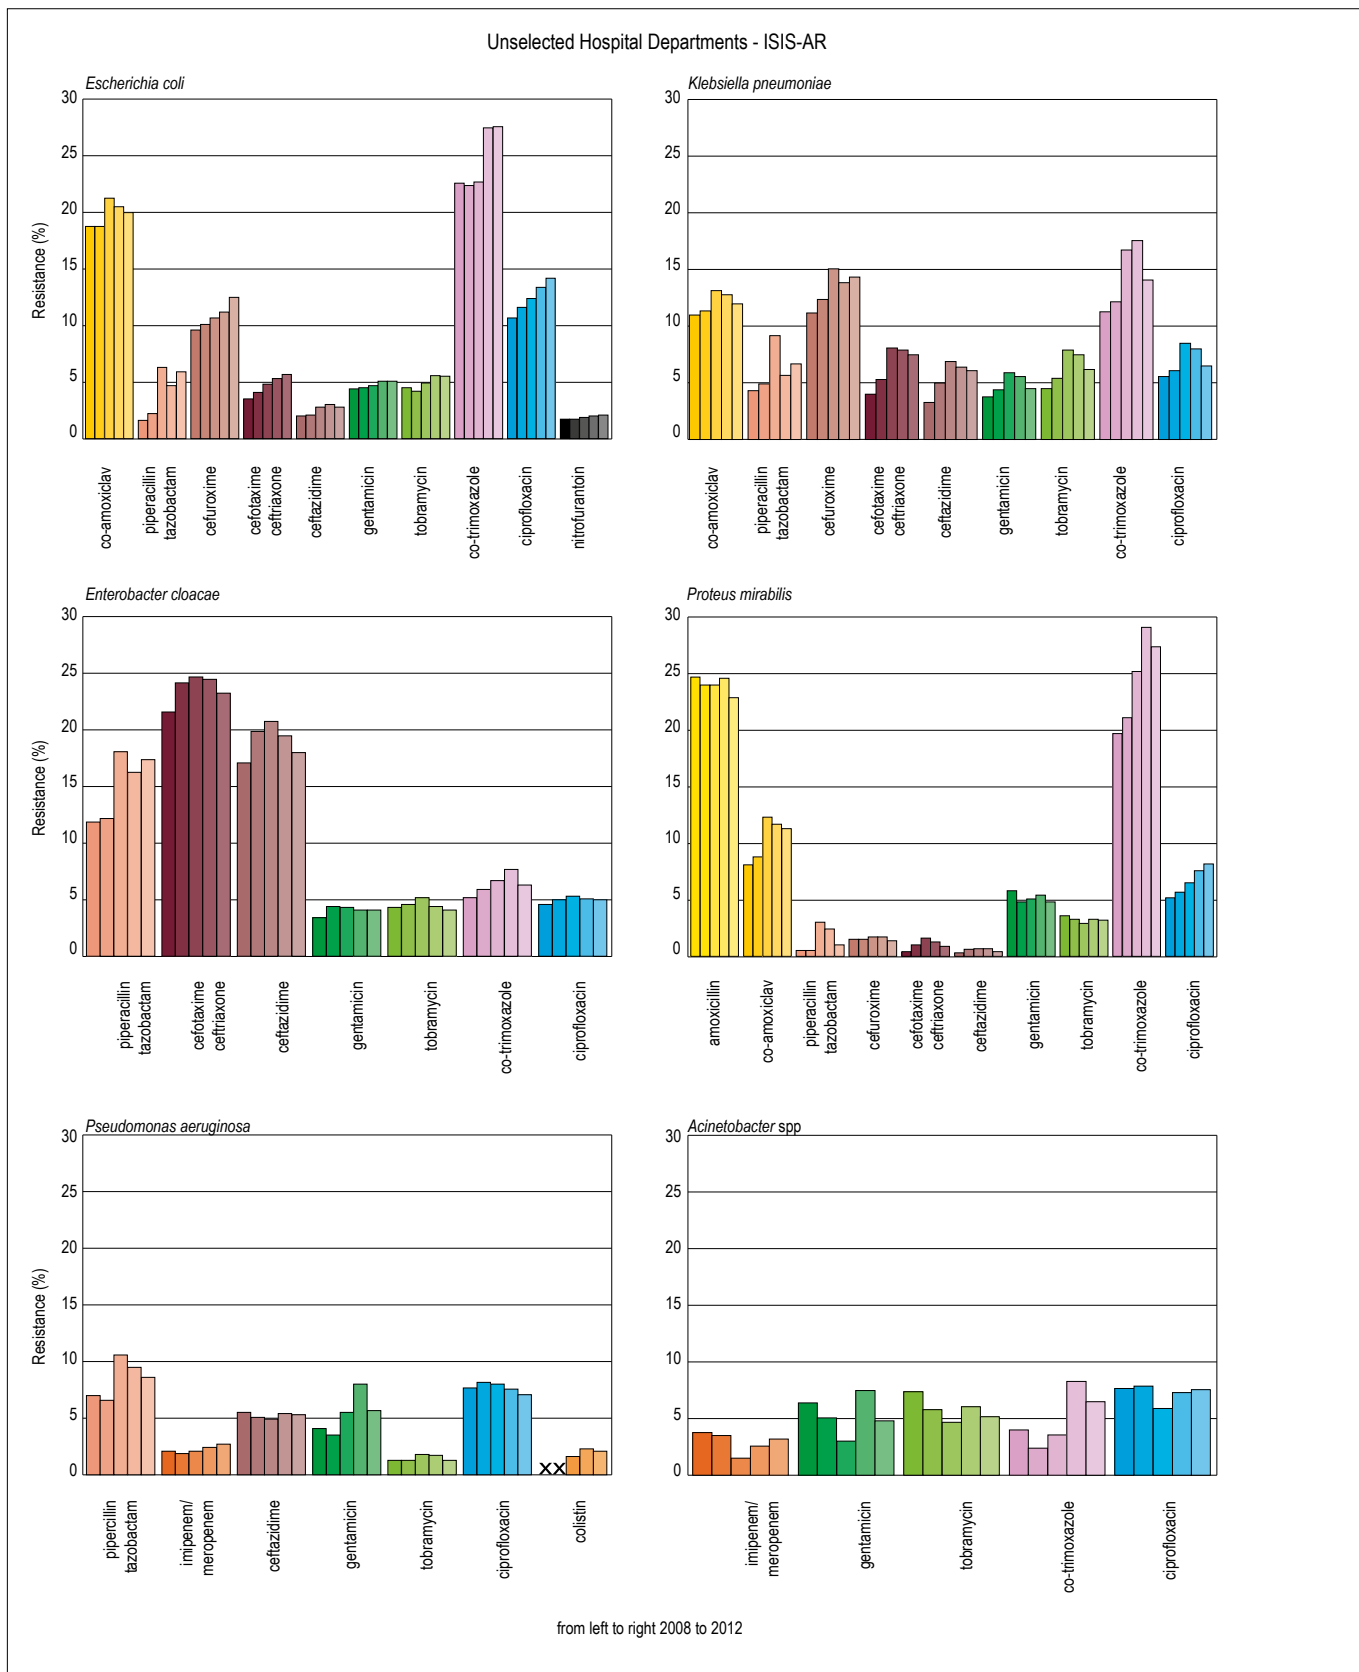 Unselected Hospital Departments - ISIS-AR
Escherichia coli
30
25
20
15
10
5
0
Resistance (%)
co-amoxiclav
piperacillin
tazobactam
cefuroxime
cefotaxime
ceftriaxone
ceftazidime
gentamicin
tobramycin
co-trimoxazole
ciprofloxacin
nitrofurantoin
Klebsiella pneumoniae
30
25
20
15
10
5
0
co-amoxiclav
piperacillin
tazobactam
cefuroxime
cefotaxime
ceftriaxone
ceftazidime
gentamicin
tobramycin
co-trimoxazole
ciprofloxacin
Enterobacter cloacae
30
25
20
15
10
5
0
Resistance (%)
piperacillin
tazobactam
cefotaxime
ceftriaxone
ceftazidime
gentamicin
tobramycin
co-trimoxazole
ciprofloxacin
Proteus mirabilis
30
25
20
15
10
5
0
amoxicillin
co-amoxiclav
piperacillin
tazobactam
cefuroxime
cefotaxime
ceftriaxone
ceftazidime
gentamicin
tobramycin
co-trimoxazole
ciprofloxacin
Pseudomonas aeruginosa
30
25
20
15
10
5
0
Resistance (%)
XX
pipercillin
tazobactam
imipenem/
meropenem
ceftazidime
gentamicin
tobramycin
ciprofloxacin
colistin
Acinetobacter spp
30
25
20
15
10
5
0
imipenem/
meropenem
gentamicin
tobramycin
co-trimoxazole
ciprofloxacin
from left to right 2008 to 2012